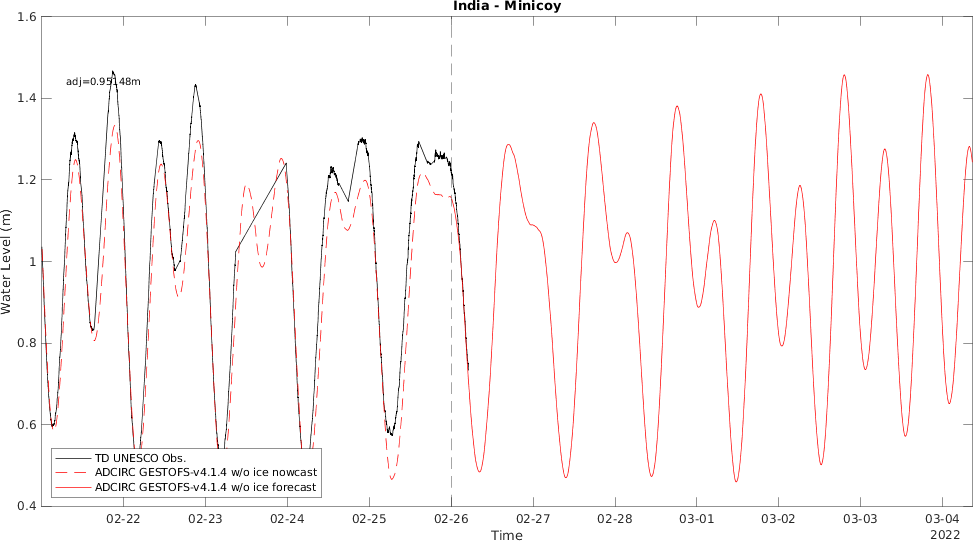 India - Minicoy
1.6
1.4
1.2
1
0.8
0.6
0.4
Water Level (m)
adj=0.95148m
TD UNESCO Obs.
ADCIRC GESTOFS-v4.1.4 w/o ice nowcast
ADCIRC GESTOFS-v4.1.4 w/o ice forecast
02-22 02-23 02-24 02-25 02-26 02-27 02-28 03-01 03-02 03-03 03-04
Time
2022